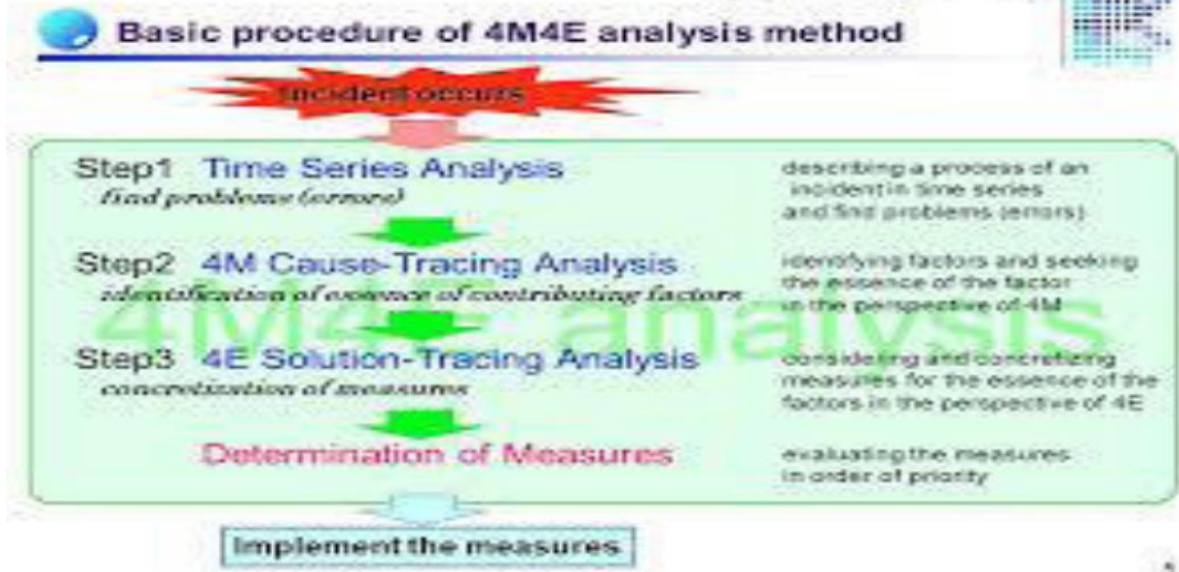 Basic procedure of 4M4E analysis method
Incident occurs
Step1 Time Series Analysis
find problems (errors)
describing a process of an
incident in time series
and find problems (errors)
Step2 4M Cause-Tracing Analysis
identification of essence of contributing factors
identifying factors and seeking
the essence of the factor
in the perspective of 4M
4M4E analysis
Step3 4E Solution-Tracing Analysis
concretization of measures
considering and concretizing
measures for the essence of the
factors in the perspective of 4E
Determination of Measures
evaluating the measures
in order of priority
Implement the measures